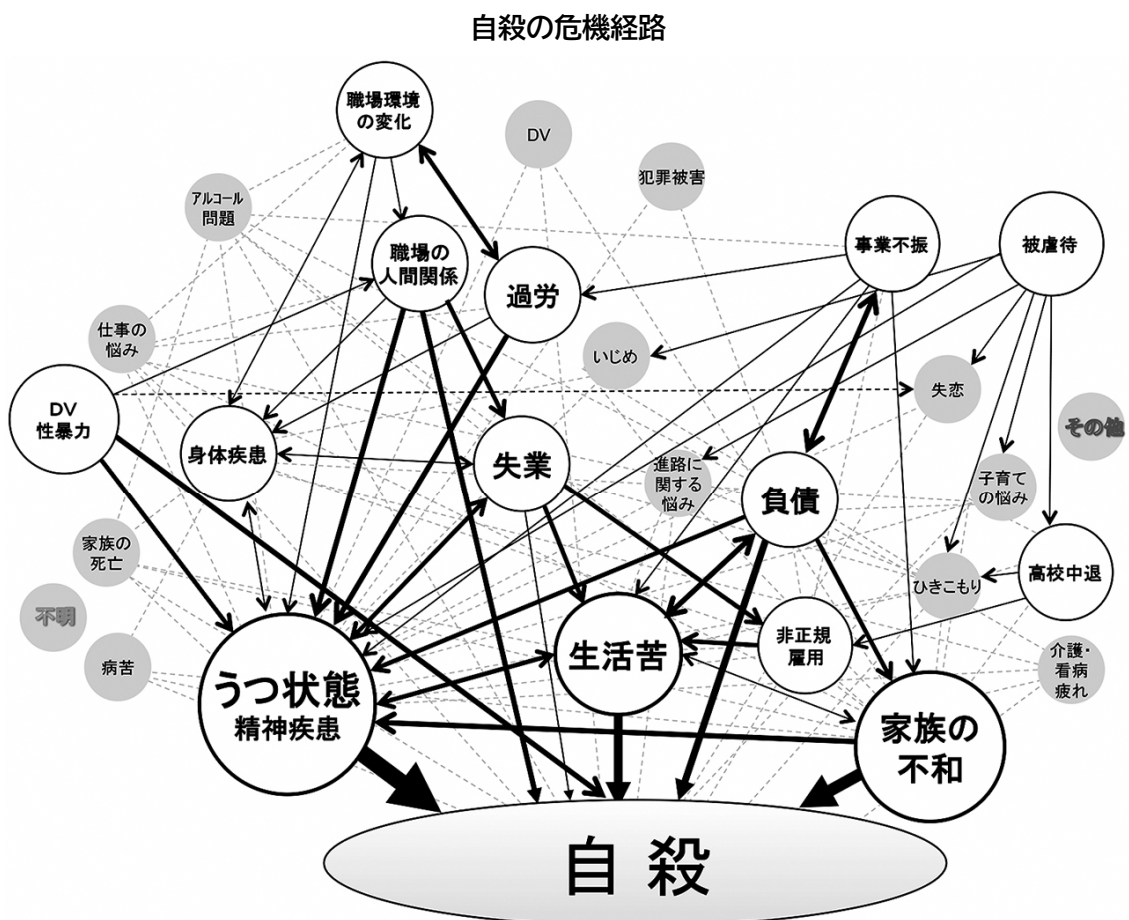 自殺の危機経路
職場環境
の変化
DV
犯罪被害
アルコール
問題
職場の
人間関係
過労
事業不振
被虐待
仕事の
悩み
いじめ
失恋
DV
性暴力
その他
身体疾患
失業
進路に
関する
悩み
負債
子育て
の悩み
家族の
死亡
ひきこもり
高校中退
不明
病苦
うつ状態
精神疾患
生活苦
非正規
雇用
介護・
看病
疲れ
家族の
不和
自殺